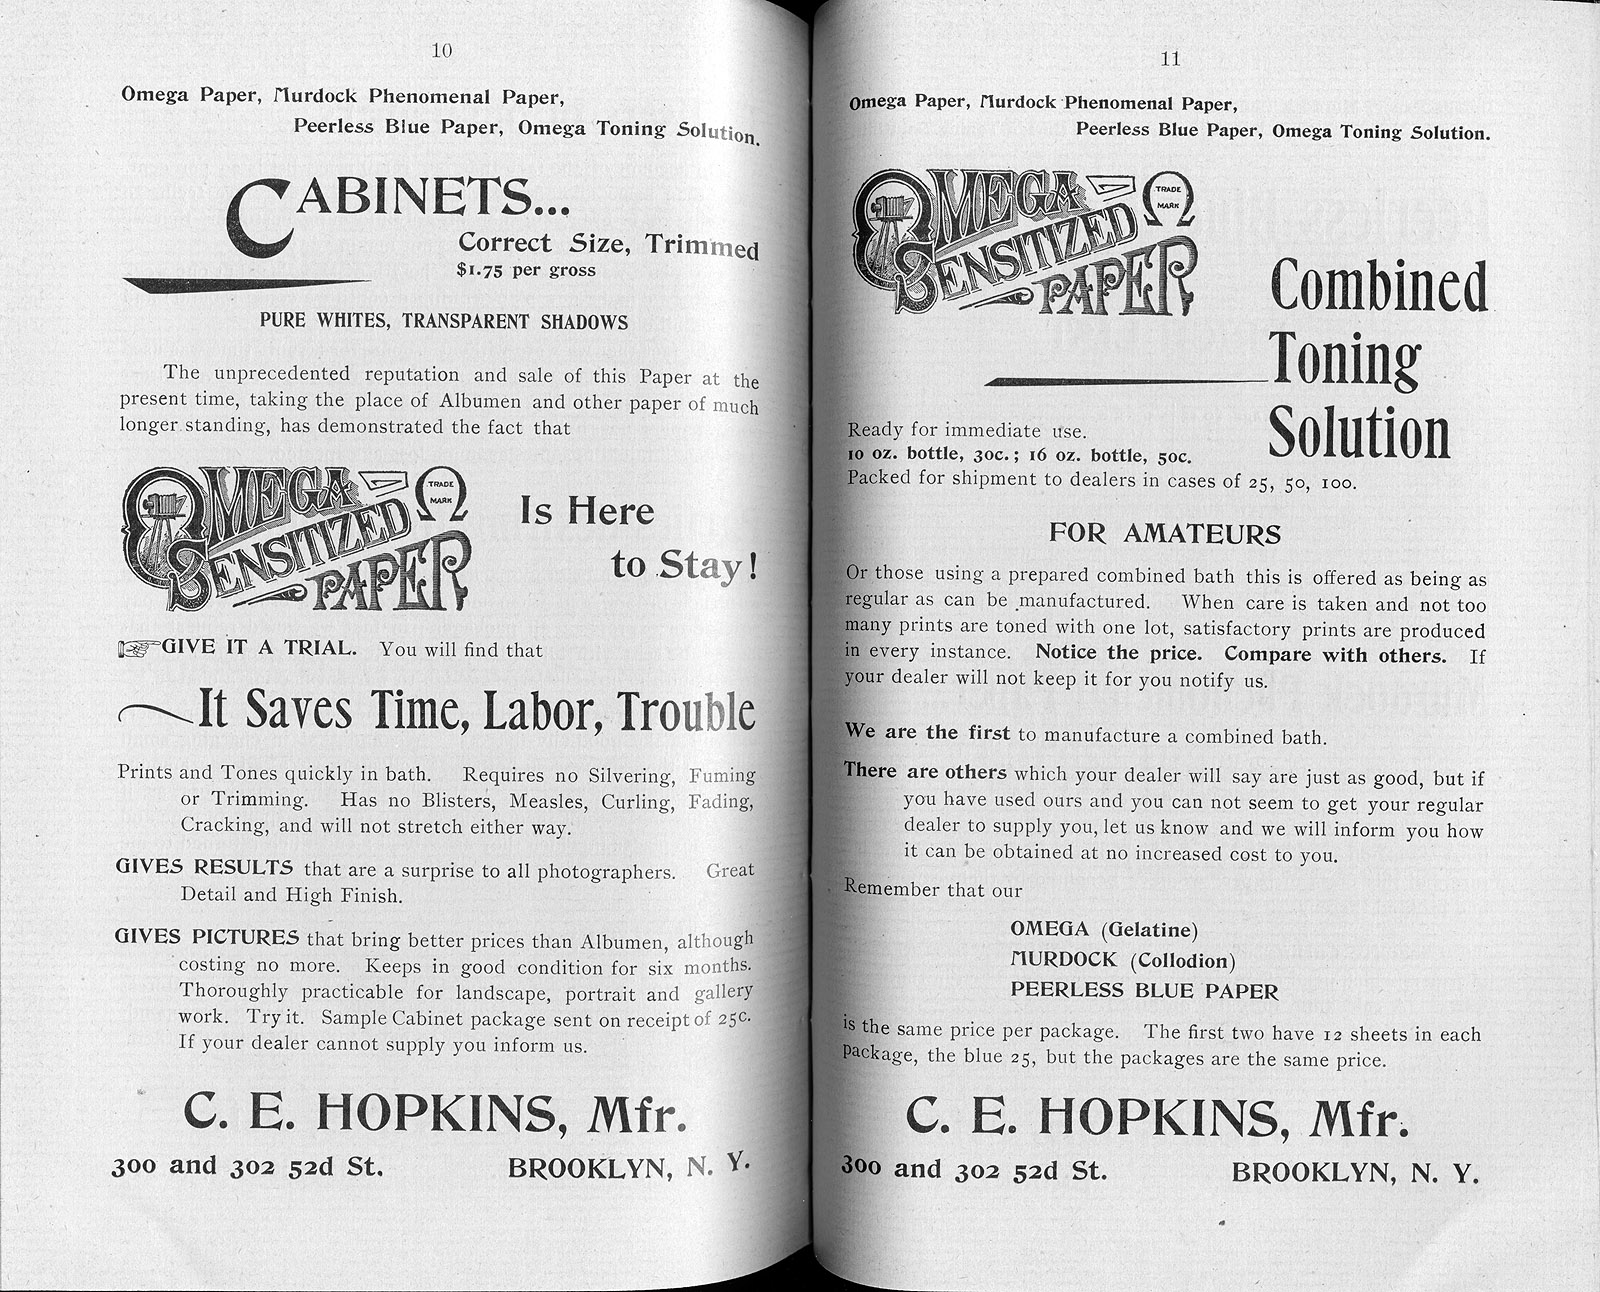 10
Omega Paper, Murdock Phenomenal Paper,
Peerless Blue Paper, Omega Toning Solution.
CABINETS...
Correct Size, Trimmed
$1.75 per gross
PURE WHITES, TRANSPARENT SHADOWS
The unprecedented reputation and sale of this Paper at the
present time, taking the place of Albumen and other paper of much
longer standing, has demonstrated the fact that
OMEGA
SENSITIZED
PAPER
TRADE
MARK
Is Here
to Stay!
GIVE IT A TRIAL. You will find that
It Saves Time, Labor, Trouble
Prints and Tones quickly in bath. Requires no Silvering, Fuming
or Trimming. Has no Blisters, Measles, Curling, Fading,
Cracking, and will not stretch either way.
GIVES RESULTS that are a surprise to all photographers. Great
Detail and High Finish.
GIVES PICTURES that bring better prices than Albumen, although
costing no more. Keeps in good condition for six months.
Thoroughly practicable for landscape, portrait and gallery
work. Try it. Sample Cabinet package sent on receipt of 25c.
If your dealer cannot supply you inform us.
C. E. HOPKINS, Mfr.
300 and 302 52d St. BROOKLYN, N. Y.
11
Omega Paper, Murdock Phenomenal Paper,
Peerless Blue Paper, Omega Toning Solution.
OMEGA
SENSITIZED
PAPER
TRADE
MARK
Combined
Toning
Solution
Ready for immediate use.
10 oz. bottle, 30c.; 16 oz. bottle, 50c.
Packed for shipment to dealers in cases of 25, 50, 100.
FOR AMATEURS
Or those using a prepared combined bath this is offered as being as
regular as can be manufactured. When care is taken and not too
many prints are toned with one lot, satisfactory prints are produced
in every instance. Notice the price. Compare with others. If
your dealer will not keep it for you notify us.
We are the first to manufacture a combined bath.
There are others which your dealer will say are just as good, but if
you have used ours and you can not seem to get your regular
dealer to supply you, let us know and we will inform you how
it can be obtained at no increased cost to you.
Remember that our
OMEGA (Gelatine)
MURDOCK (Collodion)
PEERLESS BLUE PAPER
is the same price per package. The first two have 12 sheets in each
package, the blue 25, but the packages are the same price.
C. E. HOPKINS, Mfr.
300 and 302 52d St. BROOKLYN, N. Y.